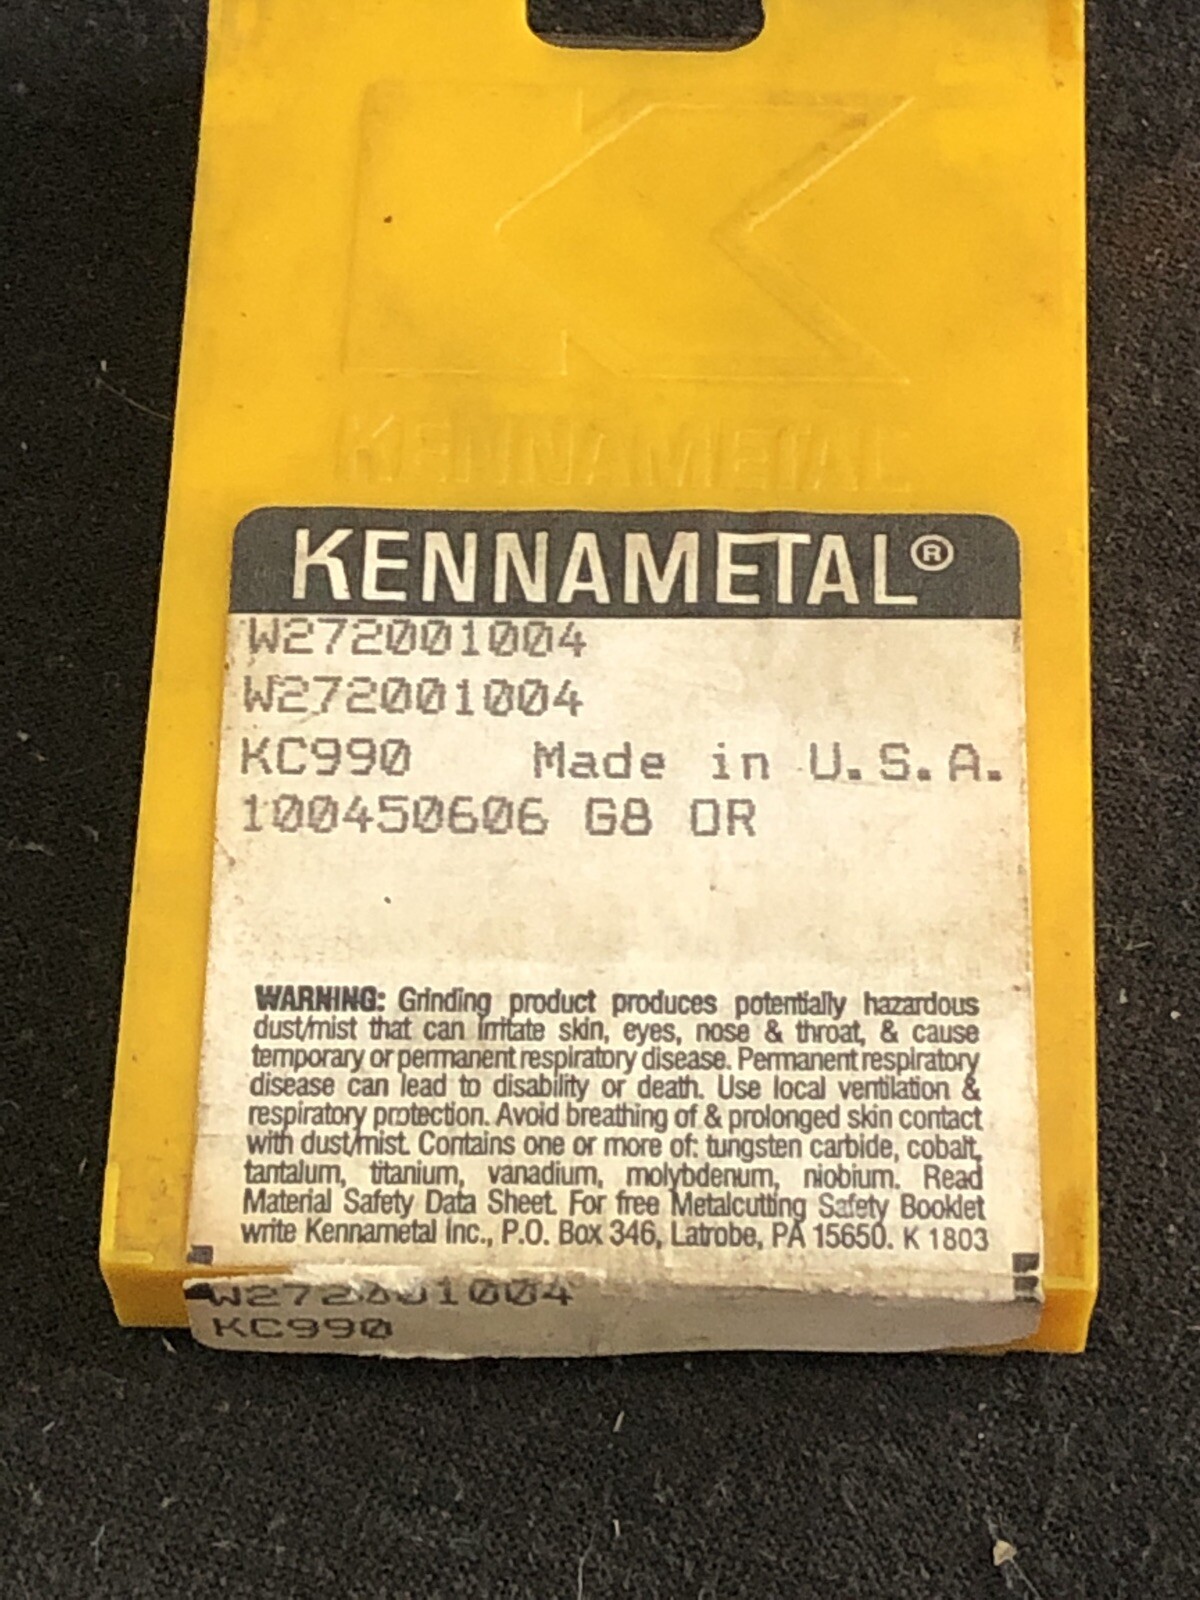 KENNAMETAL
KENNAMETAL®
W272001004
W272001004
KC990 Made in U.S.A.
100450606 G8 OR
WARNING: Grinding product produces potentially hazardous
dust/mist that can irritate skin, eyes, nose & throat, & cause
temporary or permanent respiratory disease. Permanent respiratory
disease can lead to disability or death. Use local ventilation &
respiratory protection. Avoid breathing of & prolonged skin contact
with dust/mist. Contains one or more of: tungsten carbide, cobalt,
tantalum, titanium, vanadium, molybdenum, niobium. Read
Material Safety Data Sheet. For free Metalcutting Safety Booklet
write Kennametal Inc., P.O. Box 346, Latrobe, PA 15650. K 1803
W272001004
KC990